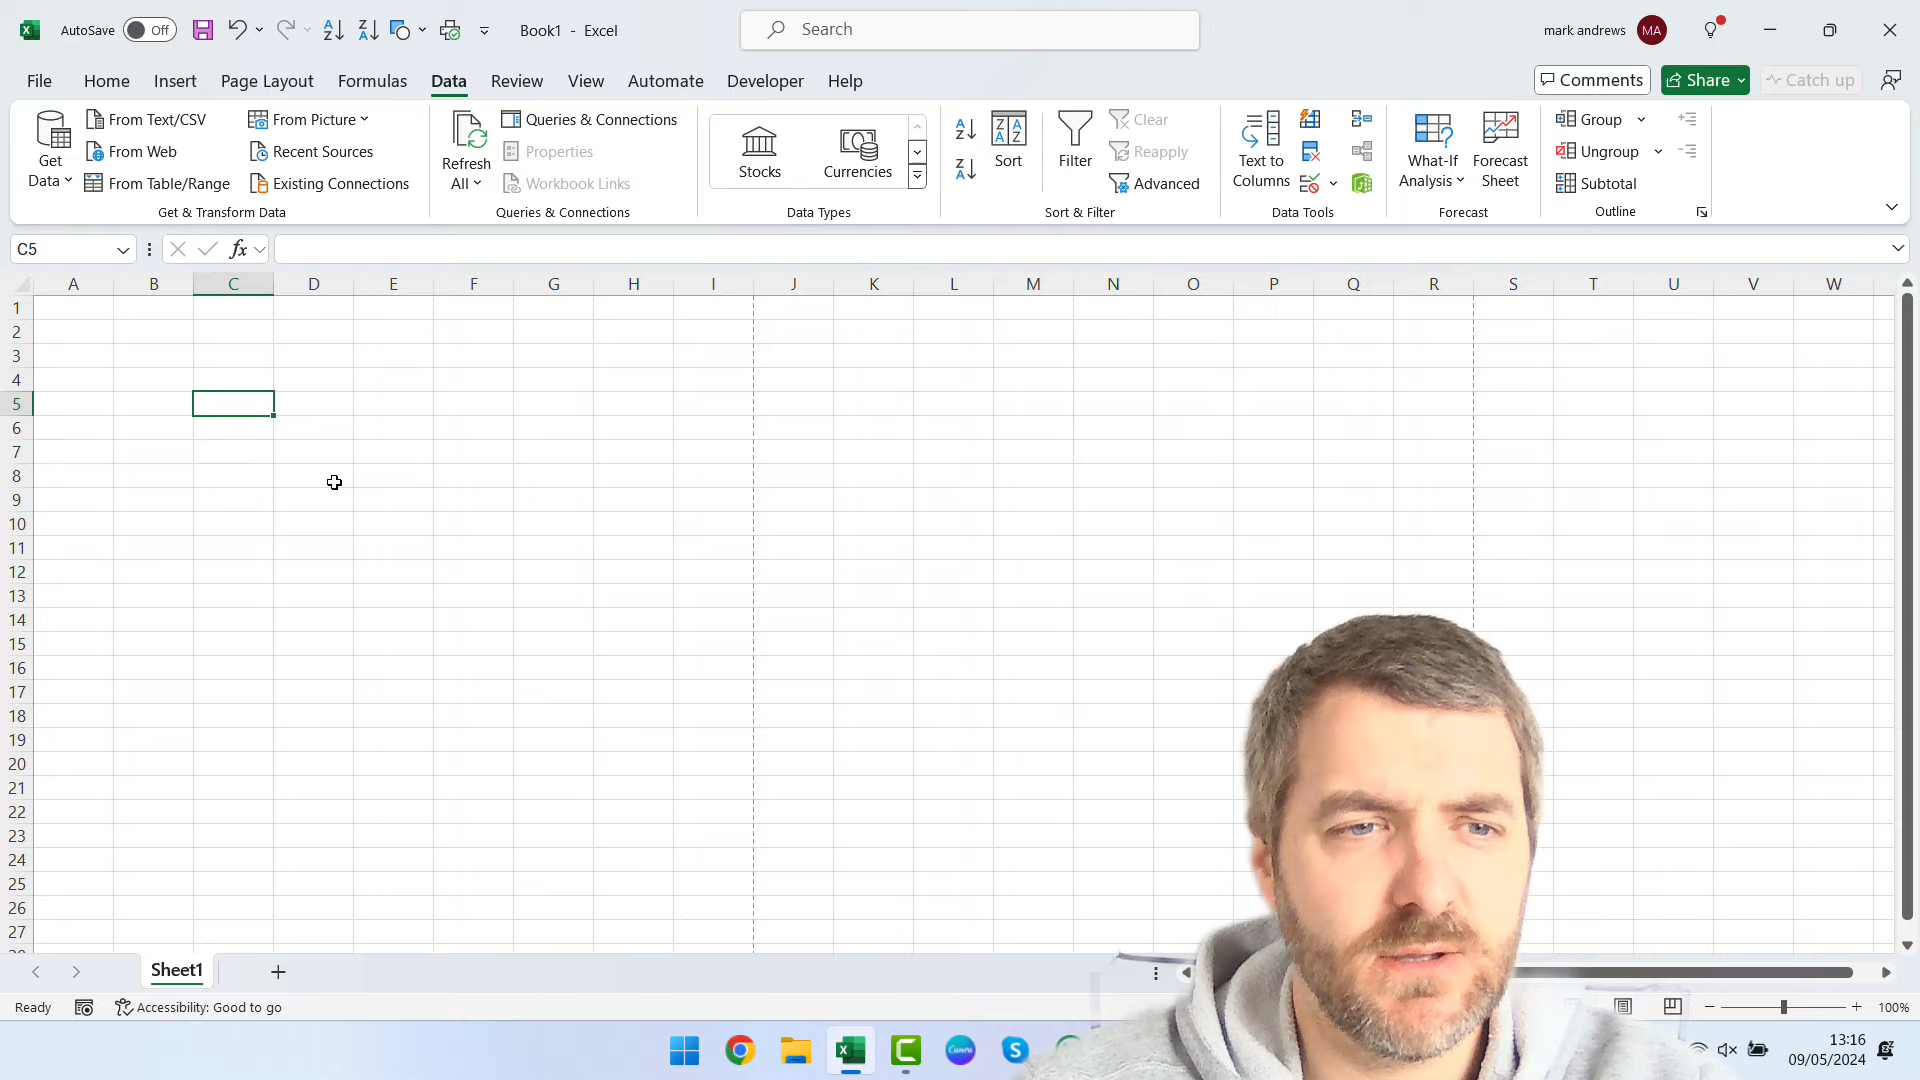 AutoSave Off Book1 - Excel Search mark andrews MA
File Home Insert Page Layout Formulas Data Review View Automate Developer Help Comments Share Catch up
Get Data
From Text/CSV
From Web
From Table/Range
From Picture
Recent Sources
Existing Connections
Get & Transform Data
Refresh All
Queries & Connections
Properties
Workbook Links
Queries & Connections
Stocks
Currencies
Data Types
Sort
Filter
Clear
Reapply
Advanced
Sort & Filter
Text to Columns
Data Tools
What-If Analysis
Forecast Sheet
Forecast
Group
Ungroup
Subtotal
Outline
C5 fx
A B C D E F G H I J K L M N O P Q R S T U V W
1
2
3
4
5
6
7
8
9
10
11
12
13
14
15
16
17
18
19
20
21
22
23
24
25
26
27
Sheet1
Ready Accessibility: Good to go 100%
Canva S 13:16
09/05/2024